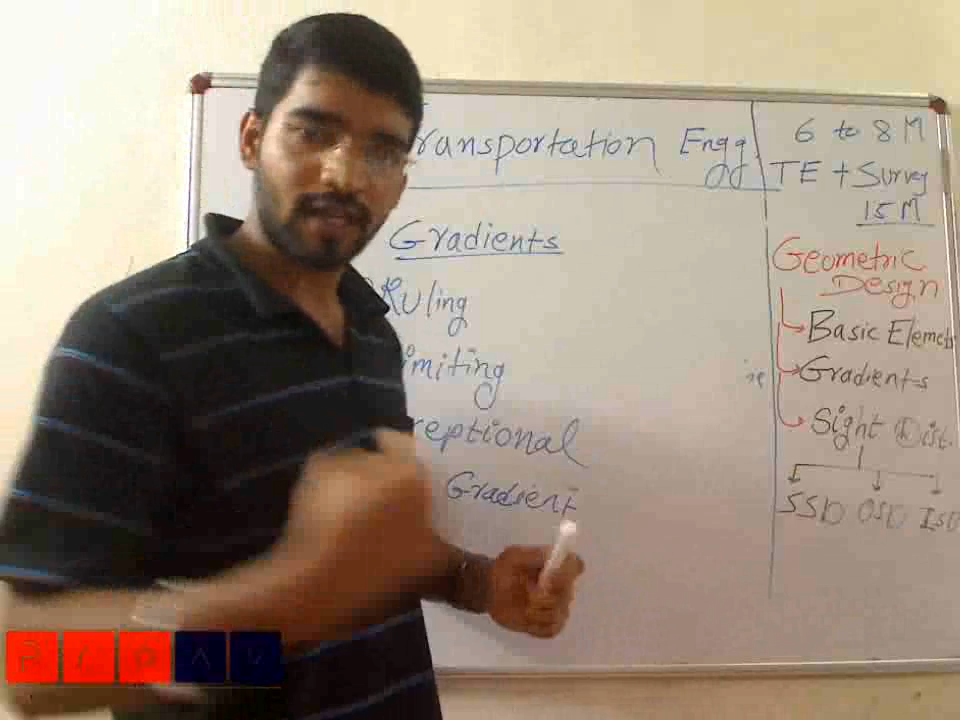 ransportation Engg.
Gradients
Ruling
imiting
eptional
Gradient
6 to 8 M
TE + Survey
15 M
Geometric
Design
Basic Elemets
Gradients
Sight Dist.
SSD OSD ISD